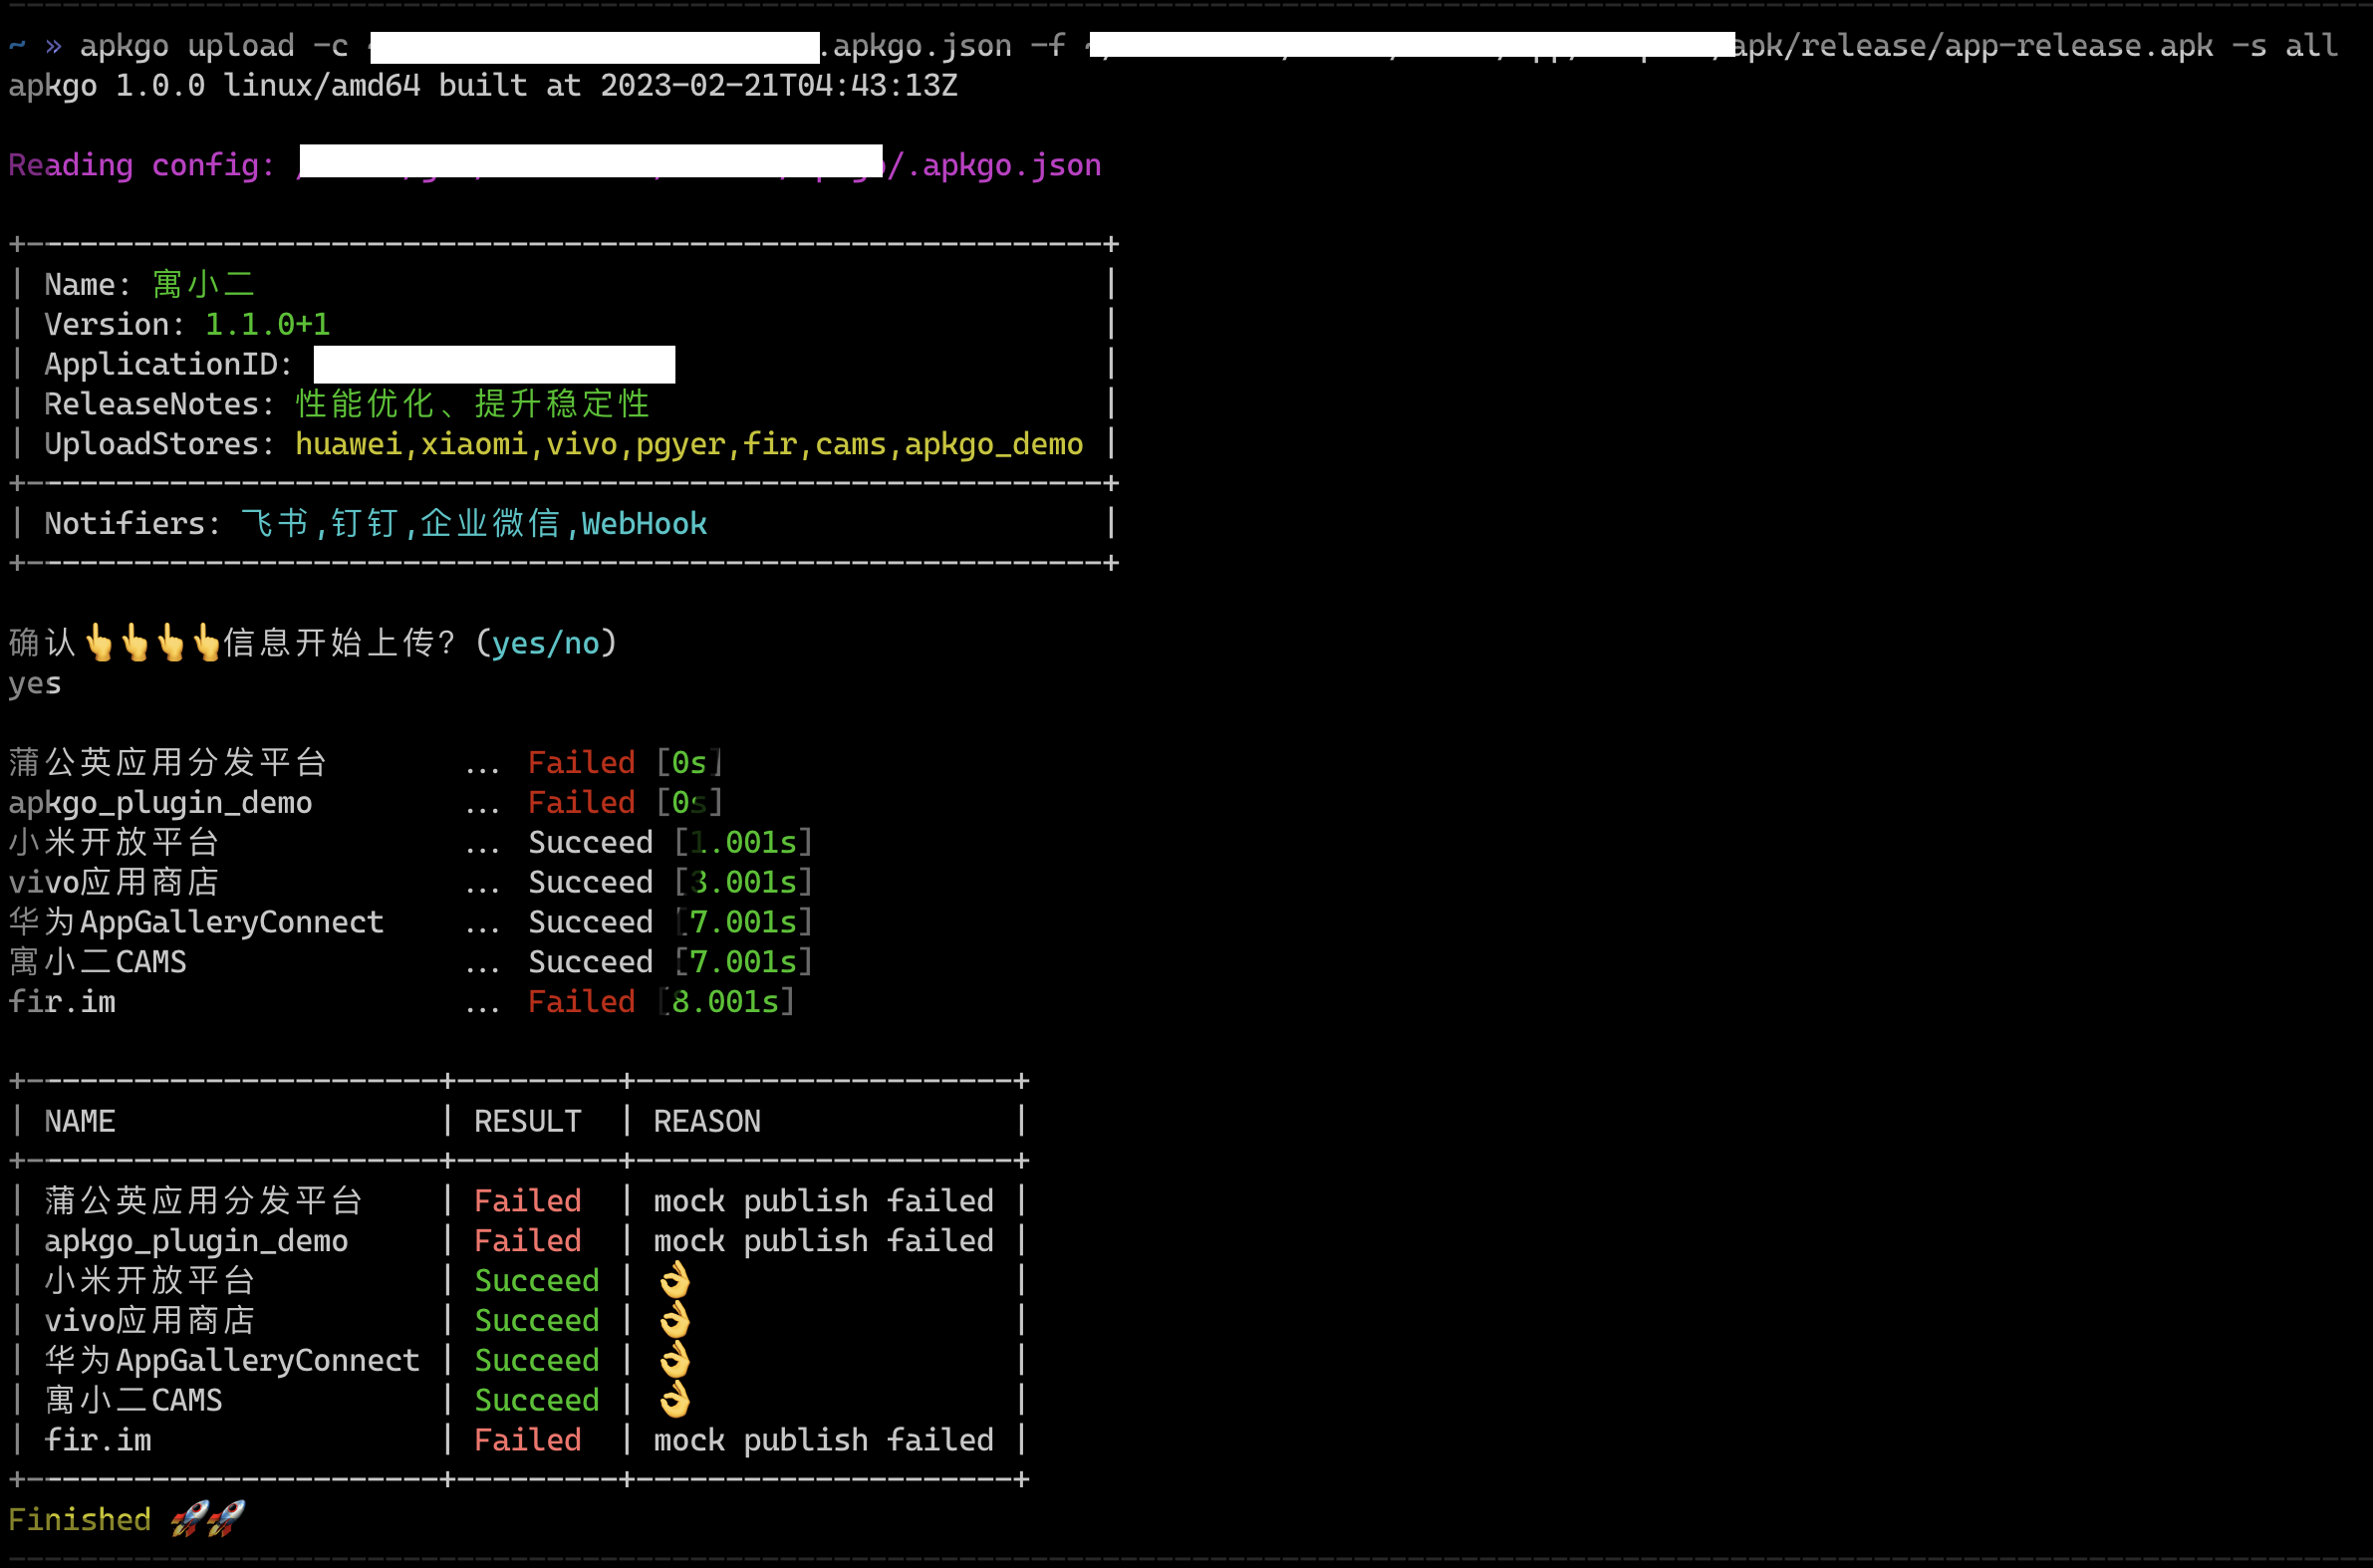 ~ » apkgo upload -c .apkgo.json -f apk/release/app-release.apk -s all
apkgo 1.0.0 linux/amd64 built at 2023-02-21T04:43:13Z
Reading config: /.apkgo.json
+------------------------------------------------------------+
| Name: 寓小二 |
| Version: 1.1.0+1 |
| ApplicationID: |
| ReleaseNotes: 性能优化、提升稳定性 |
| UploadStores: huawei,xiaomi,vivo,pgyer,fir,cams,apkgo_demo |
+------------------------------------------------------------+
| Notifiers: 飞书,钉钉,企业微信,WebHook |
+------------------------------------------------------------+
确认👆👆👆👆信息开始上传? (yes/no)
yes
蒲公英应用分发平台 ... Failed [0s]
apkgo_plugin_demo ... Failed [0s]
小米开放平台 ... Succeed [1.001s]
vivo应用商店 ... Succeed [3.001s]
华为AppGalleryConnect ... Succeed [7.001s]
寓小二CAMS ... Succeed [7.001s]
fir.im ... Failed [8.001s]
+-----------------------+---------+---------------------+
| NAME | RESULT | REASON |
+-----------------------+---------+---------------------+
| 蒲公英应用分发平台 | Failed | mock publish failed |
| apkgo_plugin_demo | Failed | mock publish failed |
| 小米开放平台 | Succeed | 👌 |
| vivo应用商店 | Succeed | 👌 |
| 华为AppGalleryConnect | Succeed | 👌 |
| 寓小二CAMS | Succeed | 👌 |
| fir.im | Failed | mock publish failed |
+-----------------------+---------+---------------------+
Finished 🚀🚀